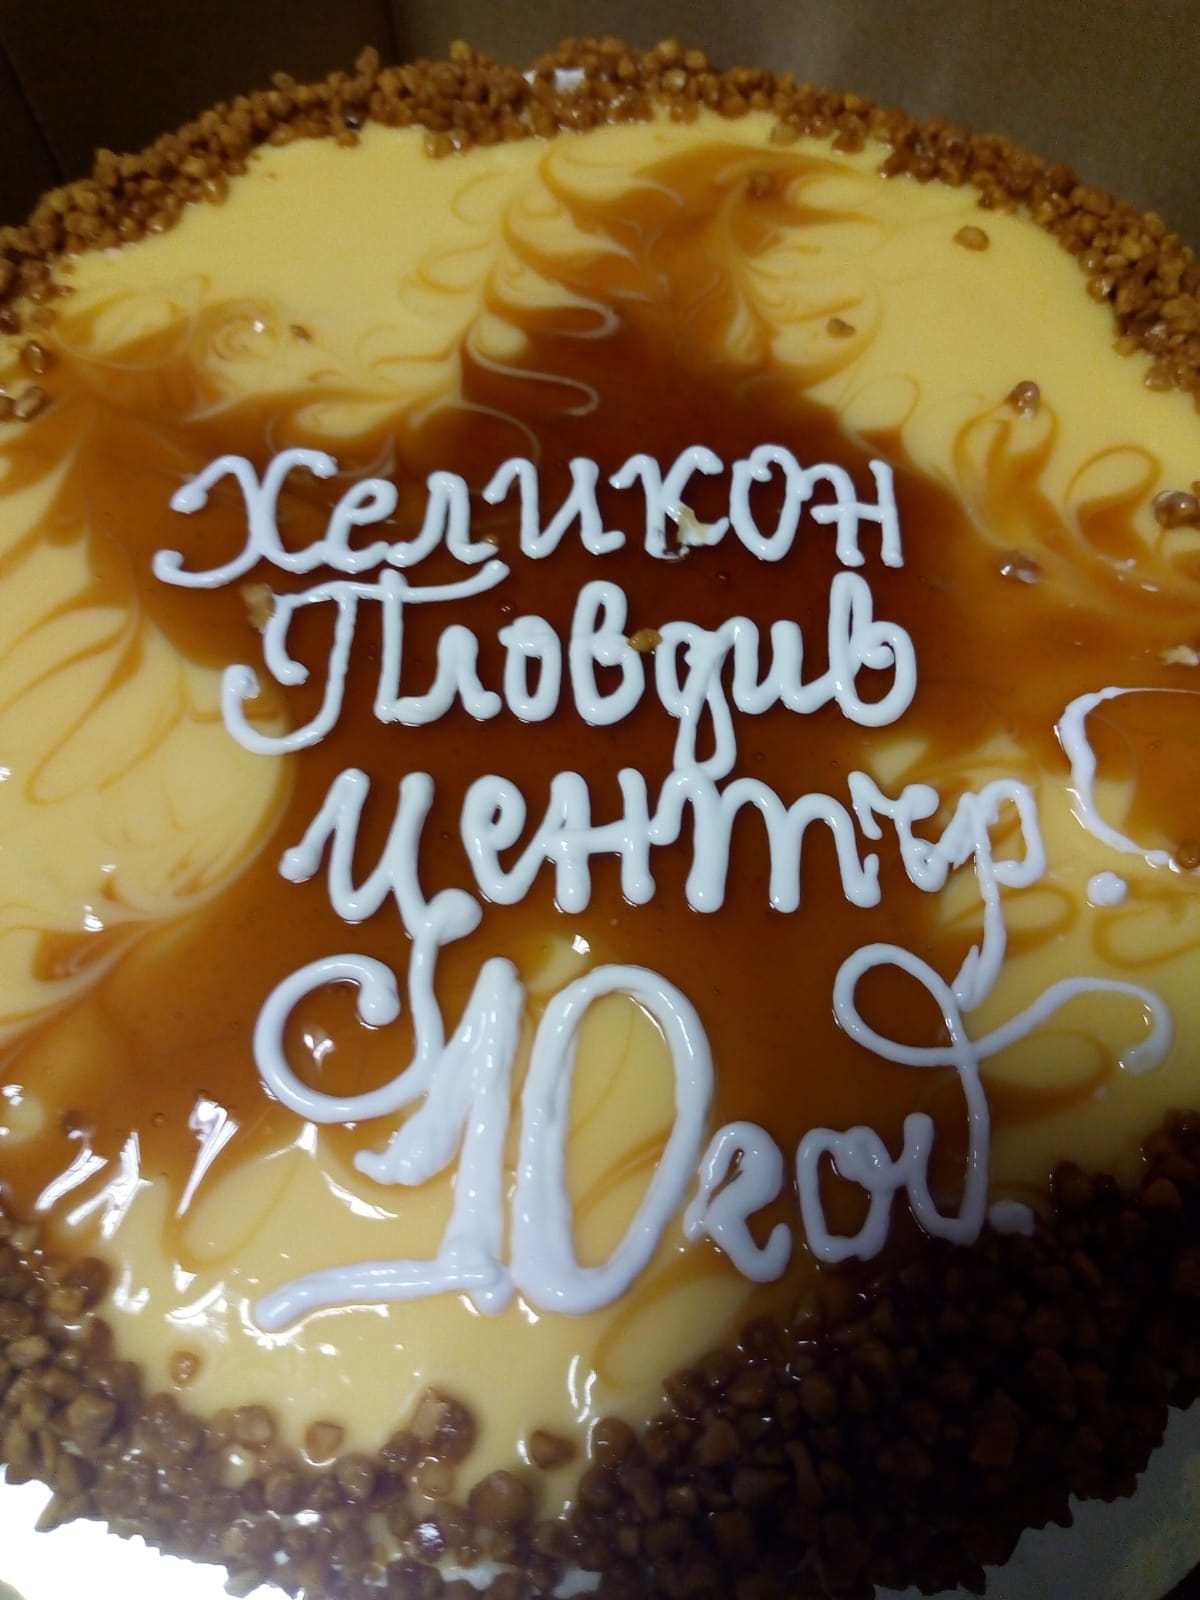 Хеликон
Пловдив
център
10 год.